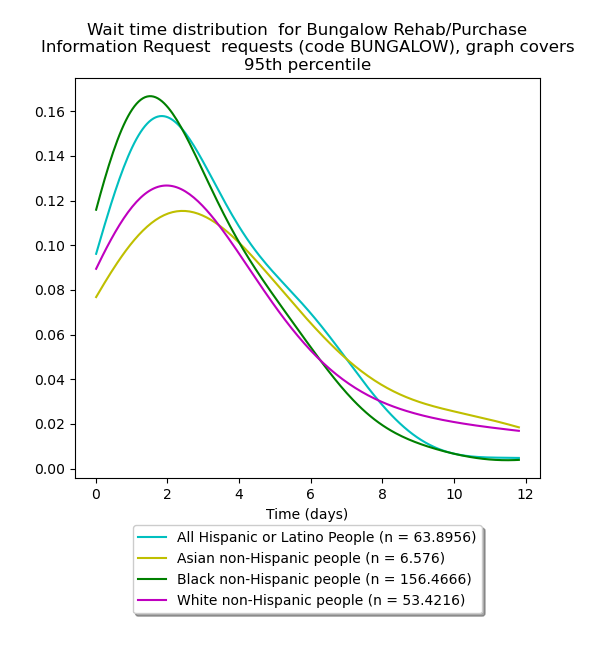 Wait time distribution  for Bungalow Rehab/Purchase
Information Request  requests (code BUNGALOW), graph covers
95th percentile
0.16
0.14
0.12
0.10
0.08
0.06
0.04
0.02
0.00
0 2 4 6 8 10 12
Time (days)
All Hispanic or Latino People (n = 63.8956)
Asian non-Hispanic people (n = 6.576)
Black non-Hispanic people (n = 156.4666)
White non-Hispanic people (n = 53.4216)